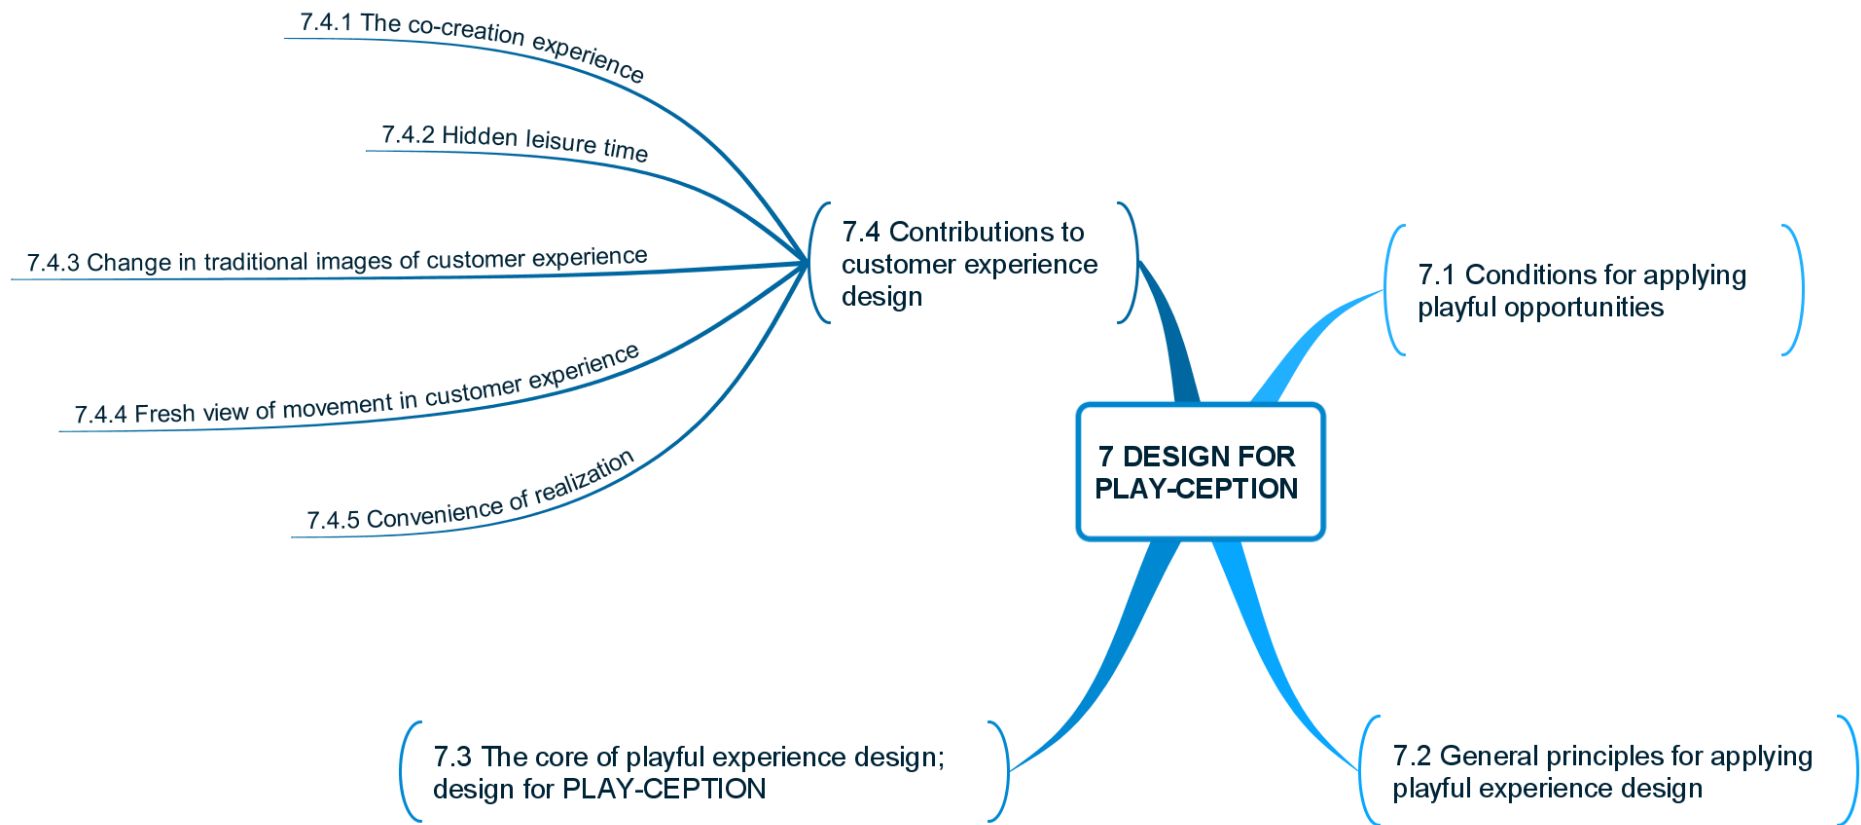 7.4.1 The co-creation experience
7.4.2 Hidden leisure time
7.4.3 Change in traditional images of customer experience
7.4.4 Fresh view of movement in customer experience
7.4.5 Convenience of realization
7.4 Contributions to
customer experience
design
7.1 Conditions for applying
playful opportunities
7 DESIGN FOR
PLAY-CEPTION
7.3 The core of playful experience design;
design for PLAY-CEPTION
7.2 General principles for applying
playful experience design